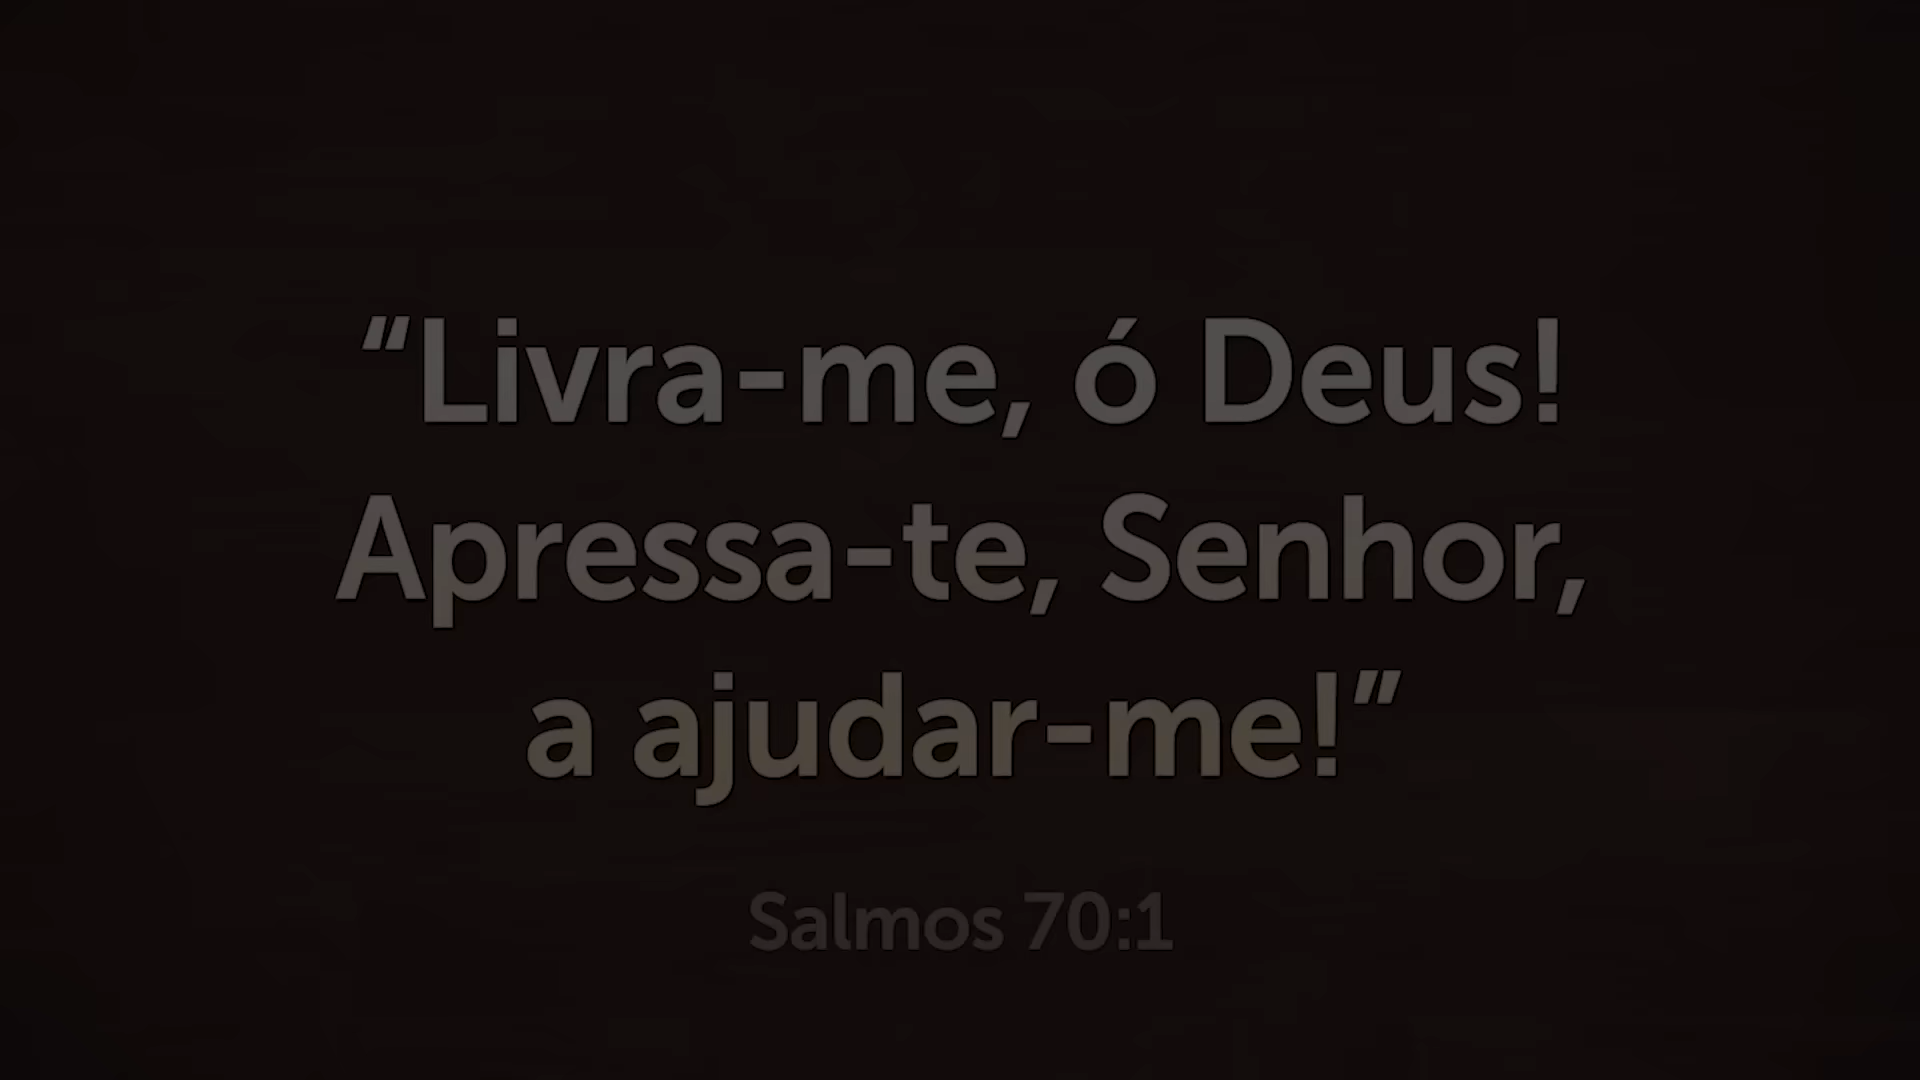 “Livra-me, ó Deus!
Apressa-te, Senhor,
a ajudar-me!”
Salmos 70:1